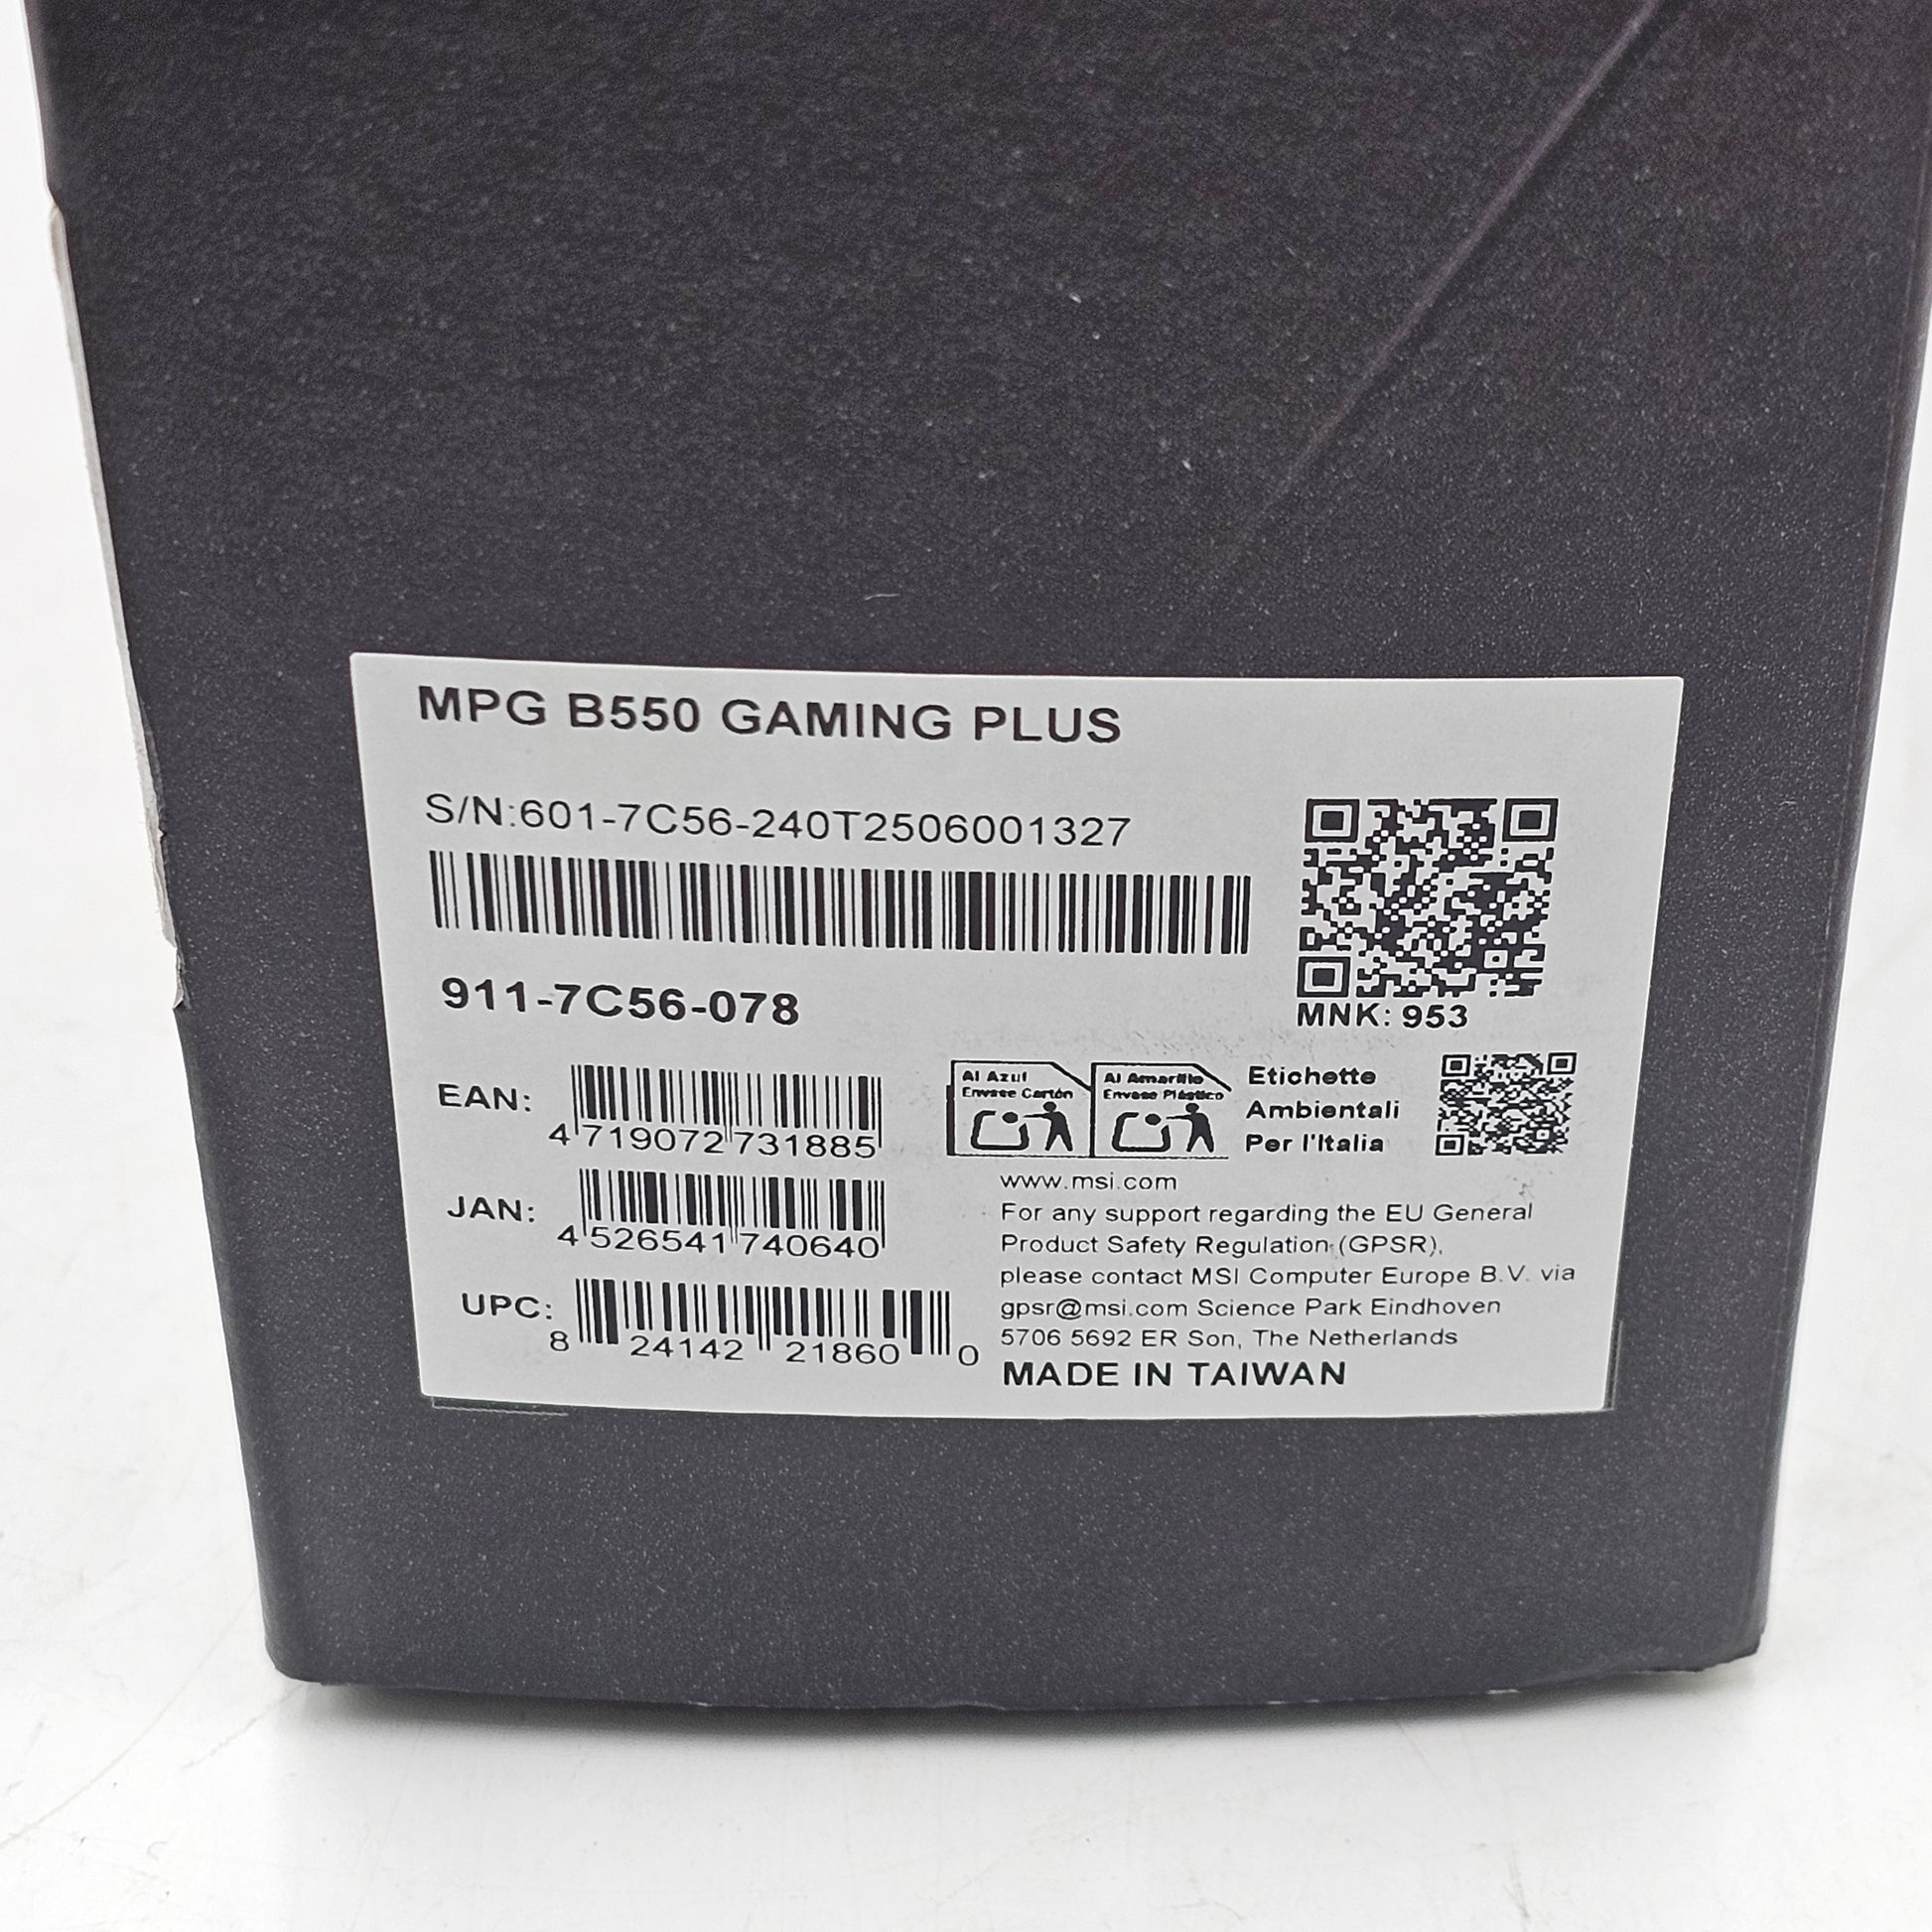 MPG B550 GAMING PLUS
S/N:601-7C56-240T2506001327
911-7C56-078
MNK: 953
EAN:
4 719072 731885
JAN:
4 526541 740640
UPC:
8 24142 21860 0
Al Azul
Envase Cartón
Al Amarillo
Envase Plástico
Etichette
Ambientali
Per l'Italia
www.msi.com
For any support regarding the EU General
Product Safety Regulation (GPSR),
please contact MSI Computer Europe B.V. via
gpsr@msi.com Science Park Eindhoven
5706 5692 ER Son, The Netherlands
MADE IN TAIWAN